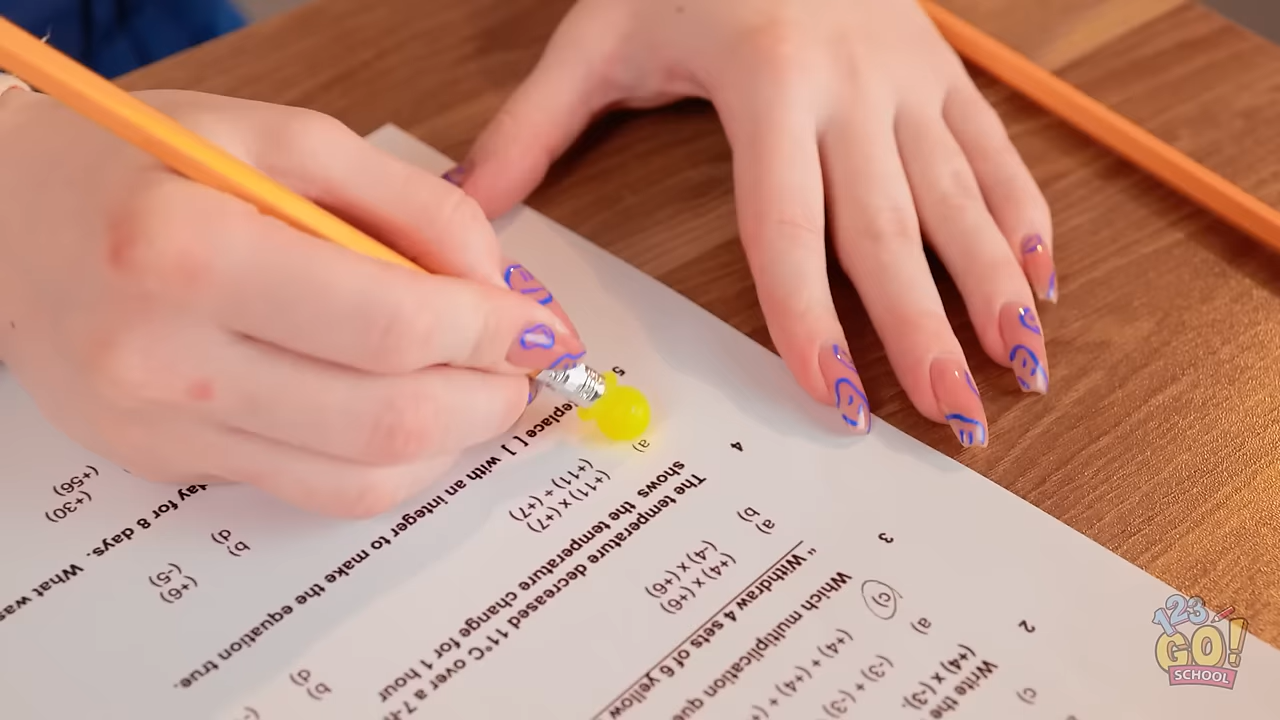 2 Write the
(+4) x (-3).
a) (+4) + (+4) +
c) (-3) + (-3)
3 Which multiplication que
" Withdraw 4 sets of 6 yellow
a) (+4) x (+6)
b) (-4) x (+6)
4 The temperature decreased 11°C over a 7-
shows the temperature change for 1 hour
a) (+11) x (+7)
(+11) ÷ (+7)
b)
d)
5 eplace [ ] with an integer to make the equation true.
(+6) b)
(-5) d)
day for 8 days. What was
(+30)
(+56)
123 GO!
SCHOOL